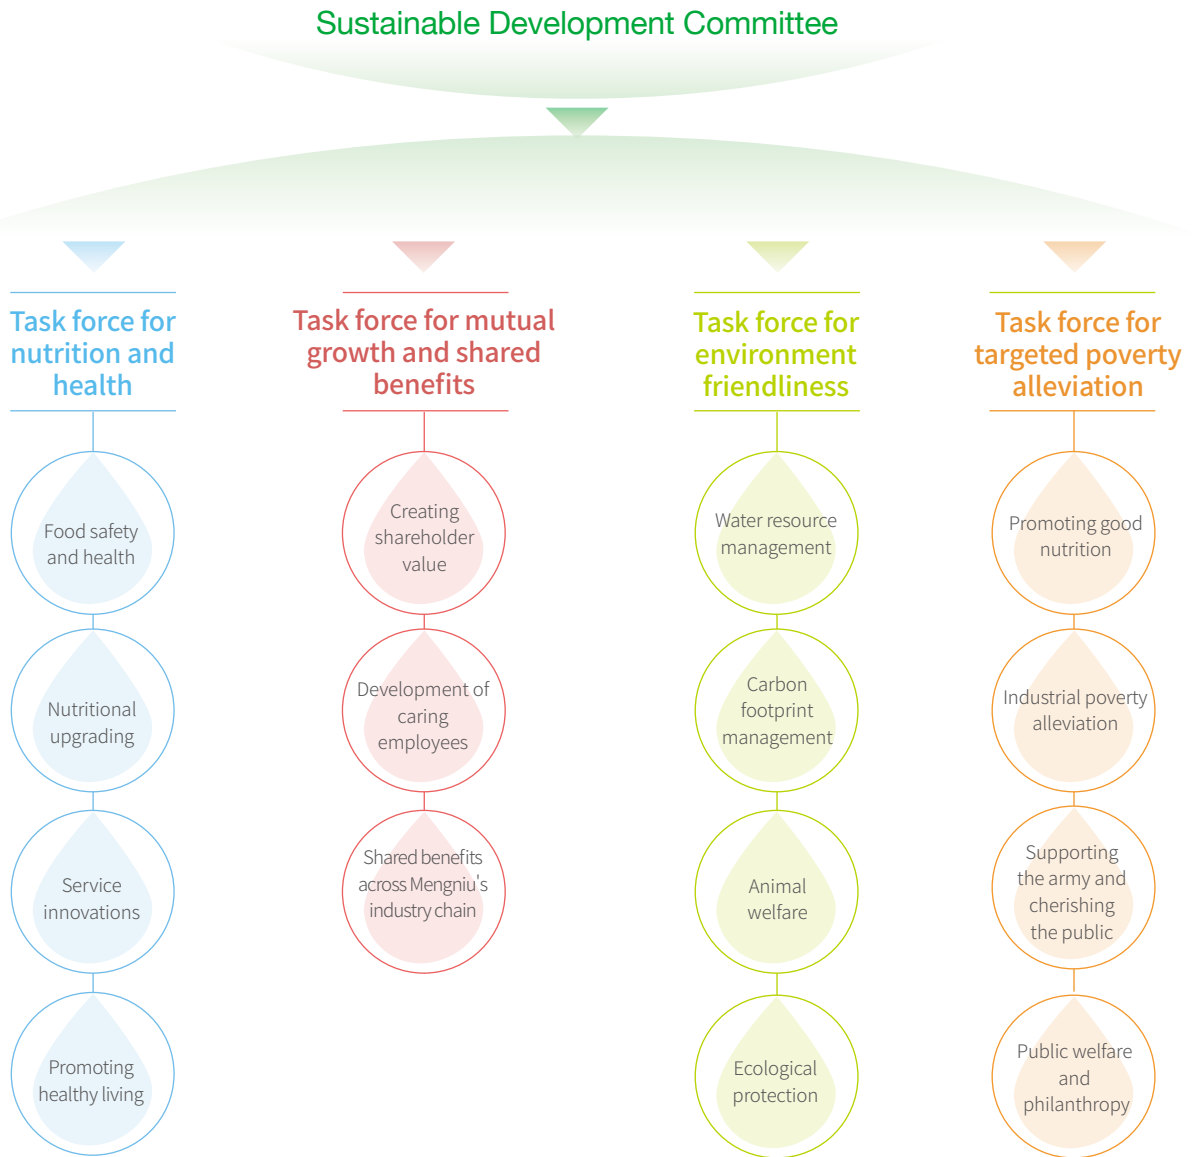 Sustainable Development Committee
Task force for
nutrition and
health
Food safety
and health
Nutritional
upgrading
Service
innovations
Promoting
healthy living
Task force for mutual
growth and shared
benefits
Creating
shareholder
value
Development of
caring
employees
Shared benefits
across Mengniu's
industry chain
Task force for
environment
friendliness
Water resource
management
Carbon
footprint
management
Animal
welfare
Ecological
protection
Task force for
targeted poverty
alleviation
Promoting good
nutrition
Industrial poverty
alleviation
Supporting
the army and
cherishing
the public
Public welfare
and
philanthropy